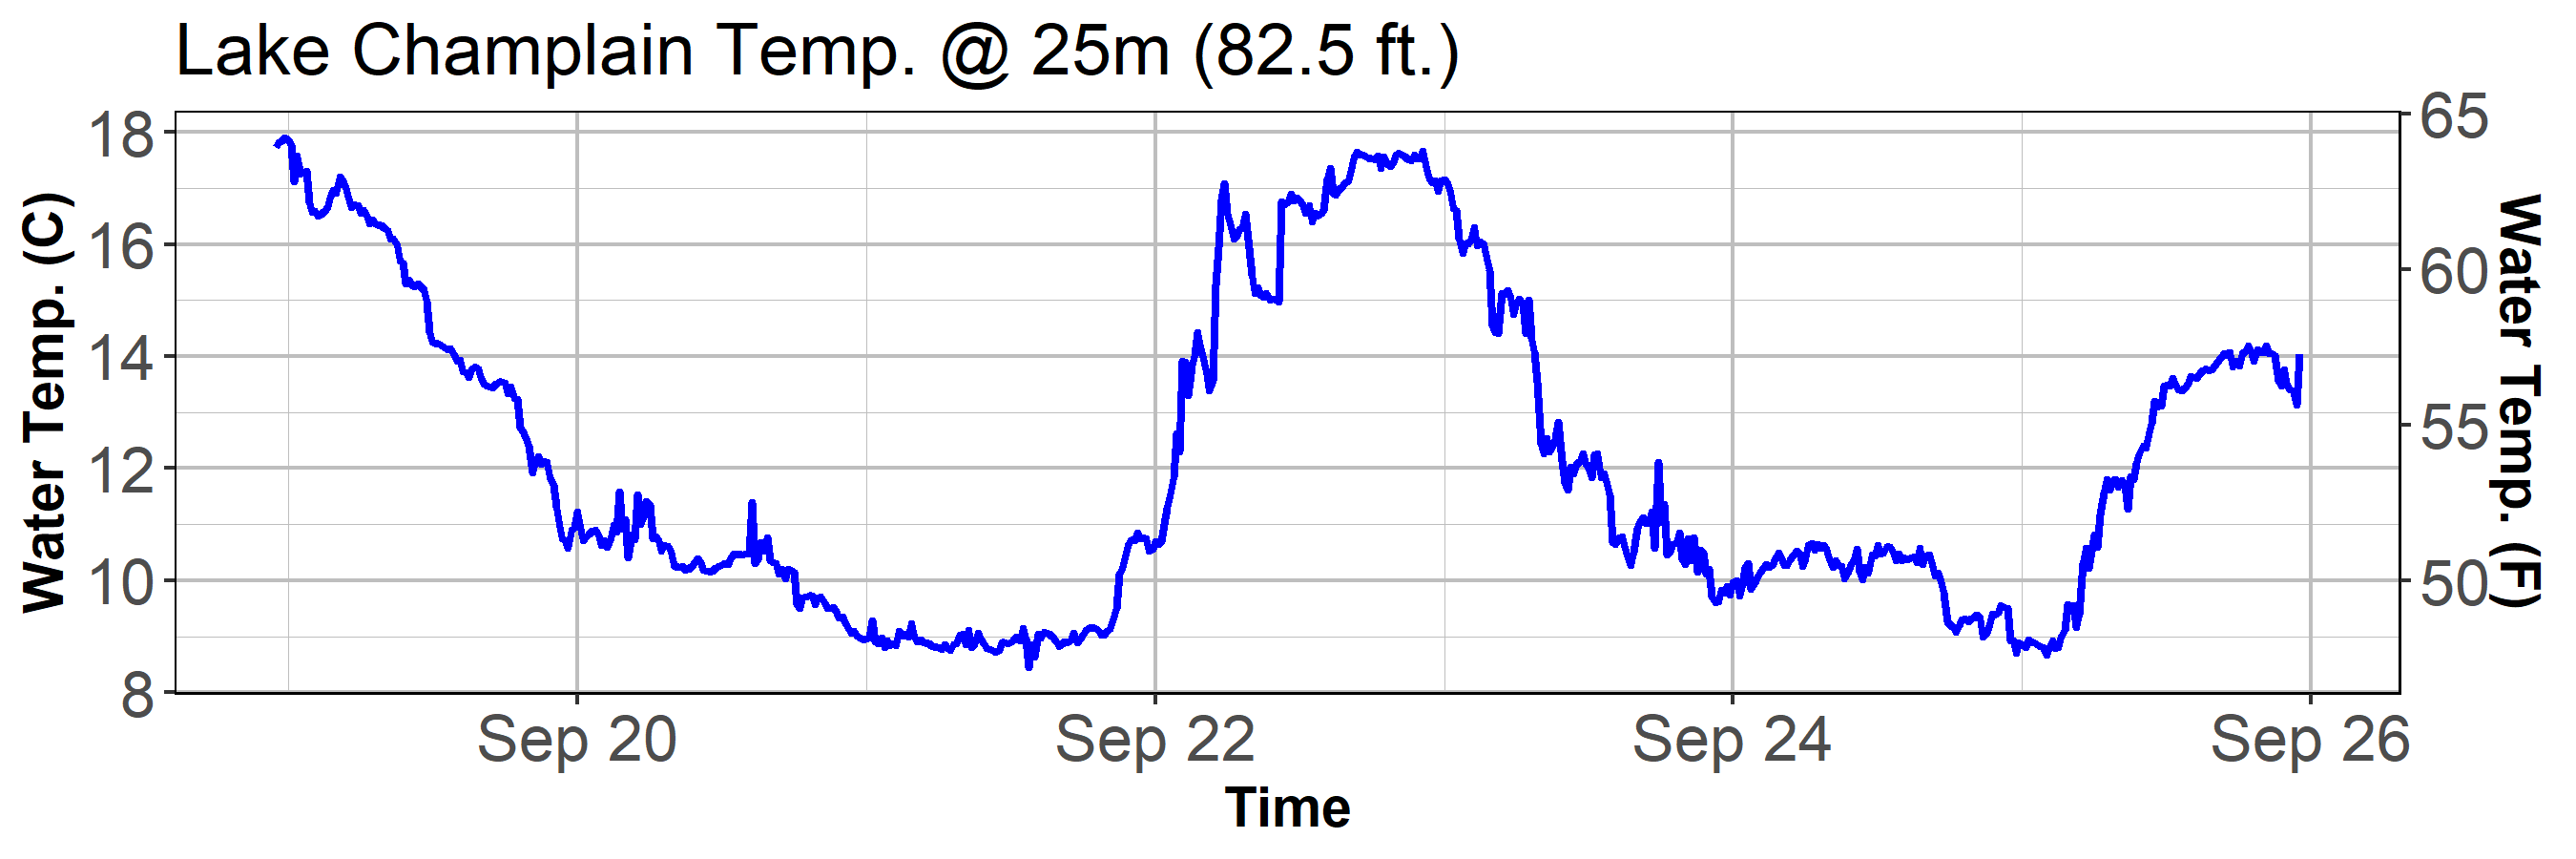 Lake Champlain Temp. @ 25m (82.5 ft.)
Water Temp. (C)
18
16
14
12
10
8
65
60
55
50
Water Temp. (F)
Sep 20 Sep 22 Sep 24 Sep 26
Time